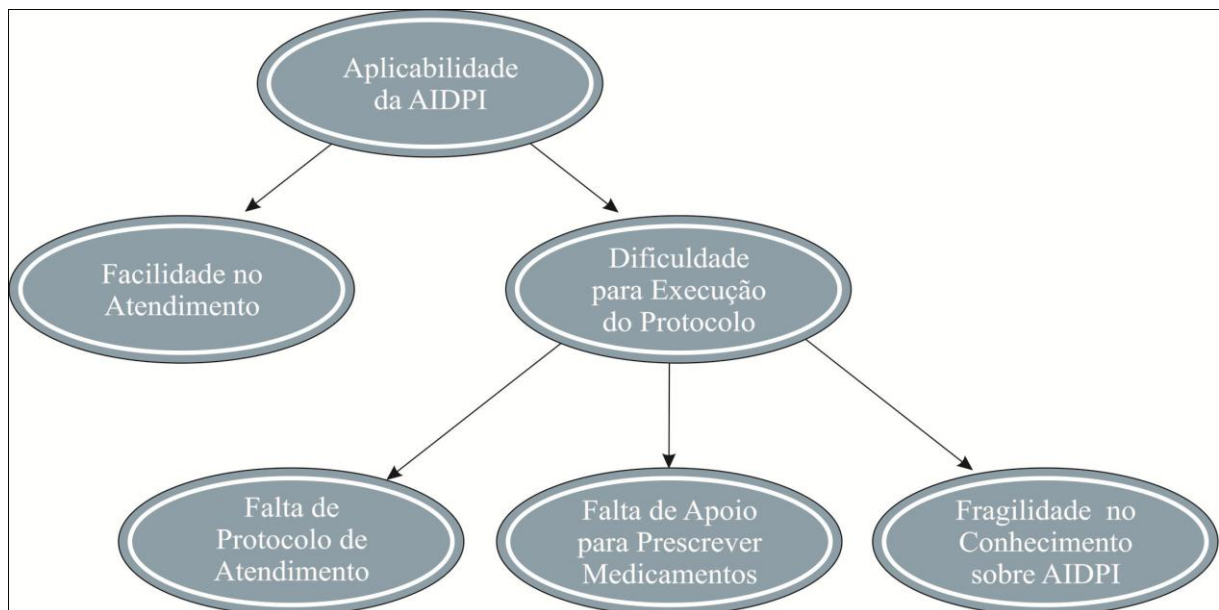 Aplicabilidade
da AIDPI
Facilidade no
Atendimento
Dificuldade
para Execução
do Protocolo
Falta de
Protocolo de
Atendimento
Falta de Apoio
para Prescrever
Medicamentos
Fragilidade no
Conhecimento
sobre AIDPI